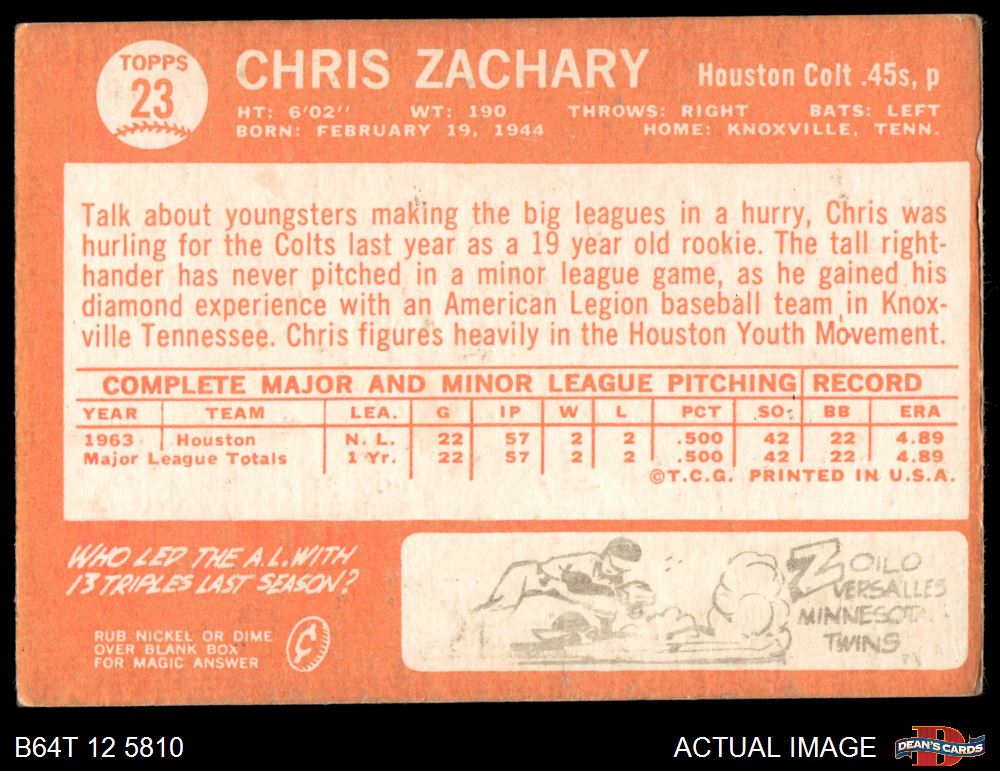 TOPPS
23
CHRIS ZACHARY
Houston Colt .45s, p
HT: 6'02" WT: 190 THROWS: RIGHT BATS: LEFT
BORN: FEBRUARY 19, 1944 HOME: KNOXVILLE, TENN.
Talk about youngsters making the big leagues in a hurry, Chris was
hurling for the Colts last year as a 19 year old rookie. The tall right-
hander has never pitched in a minor league game, as he gained his
diamond experience with an American Legion baseball team in Knox-
ville Tennessee. Chris figures heavily in the Houston Youth Movement.
COMPLETE MAJOR AND MINOR LEAGUE PITCHING RECORD
YEAR TEAM LEA. G IP W L PCT SO BB ERA
1963 Houston N. L. 22 57 2 2 .500 42 22 4.89
Major League Totals 1 Yr. 22 57 2 2 .500 42 22 4.89
©T.C.G. PRINTED IN U.S.A.
WHO LED THE A.L. WITH
13 TRIPLES LAST SEASON?
RUB NICKEL OR DIME
OVER BLANK BOX
FOR MAGIC ANSWER
¢
ZOILO
VERSALLES
MINNESOTA
TWINS
B64T 12 5810
ACTUAL IMAGE
D
DEAN'S CARDS